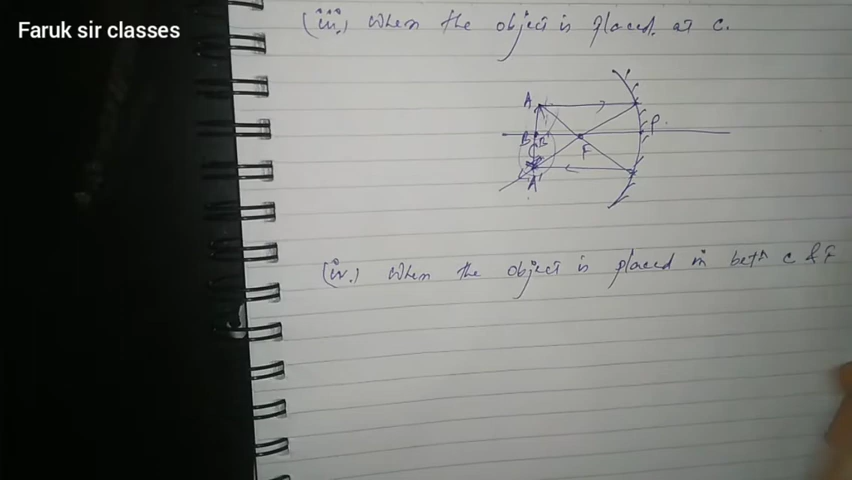 Faruk sir classes
(iii.) When the object is placed at C.
A
P
B B'
F
C
A'
(iv.) When the object is placed in betn C & F